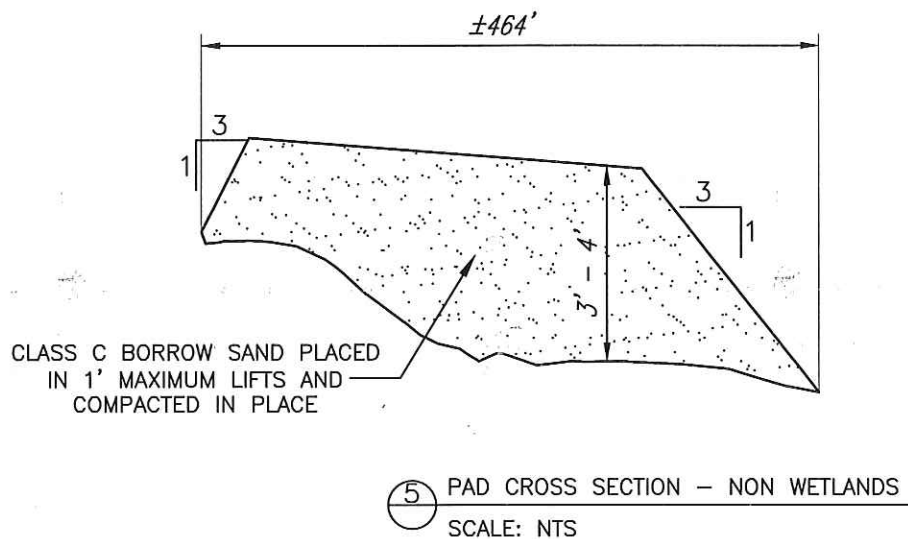 ±464'
3
1
3
1
3' – 4'
CLASS C BORROW SAND PLACED
IN 1' MAXIMUM LIFTS AND
COMPACTED IN PLACE
5 PAD CROSS SECTION – NON WETLANDS
SCALE: NTS